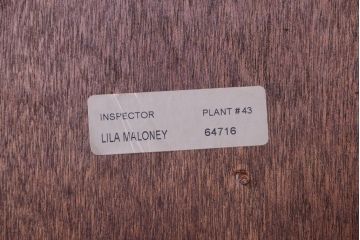 INSPECTOR PLANT #43
LILA MALONEY 64716